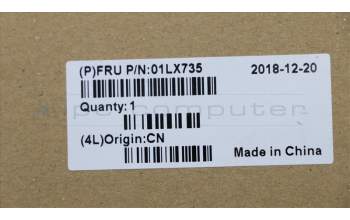 (P)FRU P/N:01LX735 2018-12-20
Quanty:1
(4L)Origin:CN
Made in China